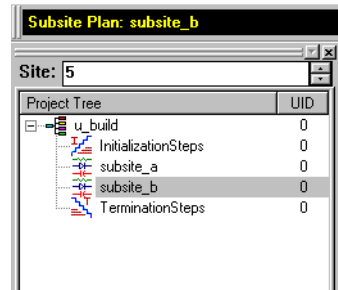 Subsite Plan: subsite_b
Site: 5
Project Tree UID
u_build 0
InitializationSteps 0
subsite_a 0
subsite_b 0
TerminationSteps 0